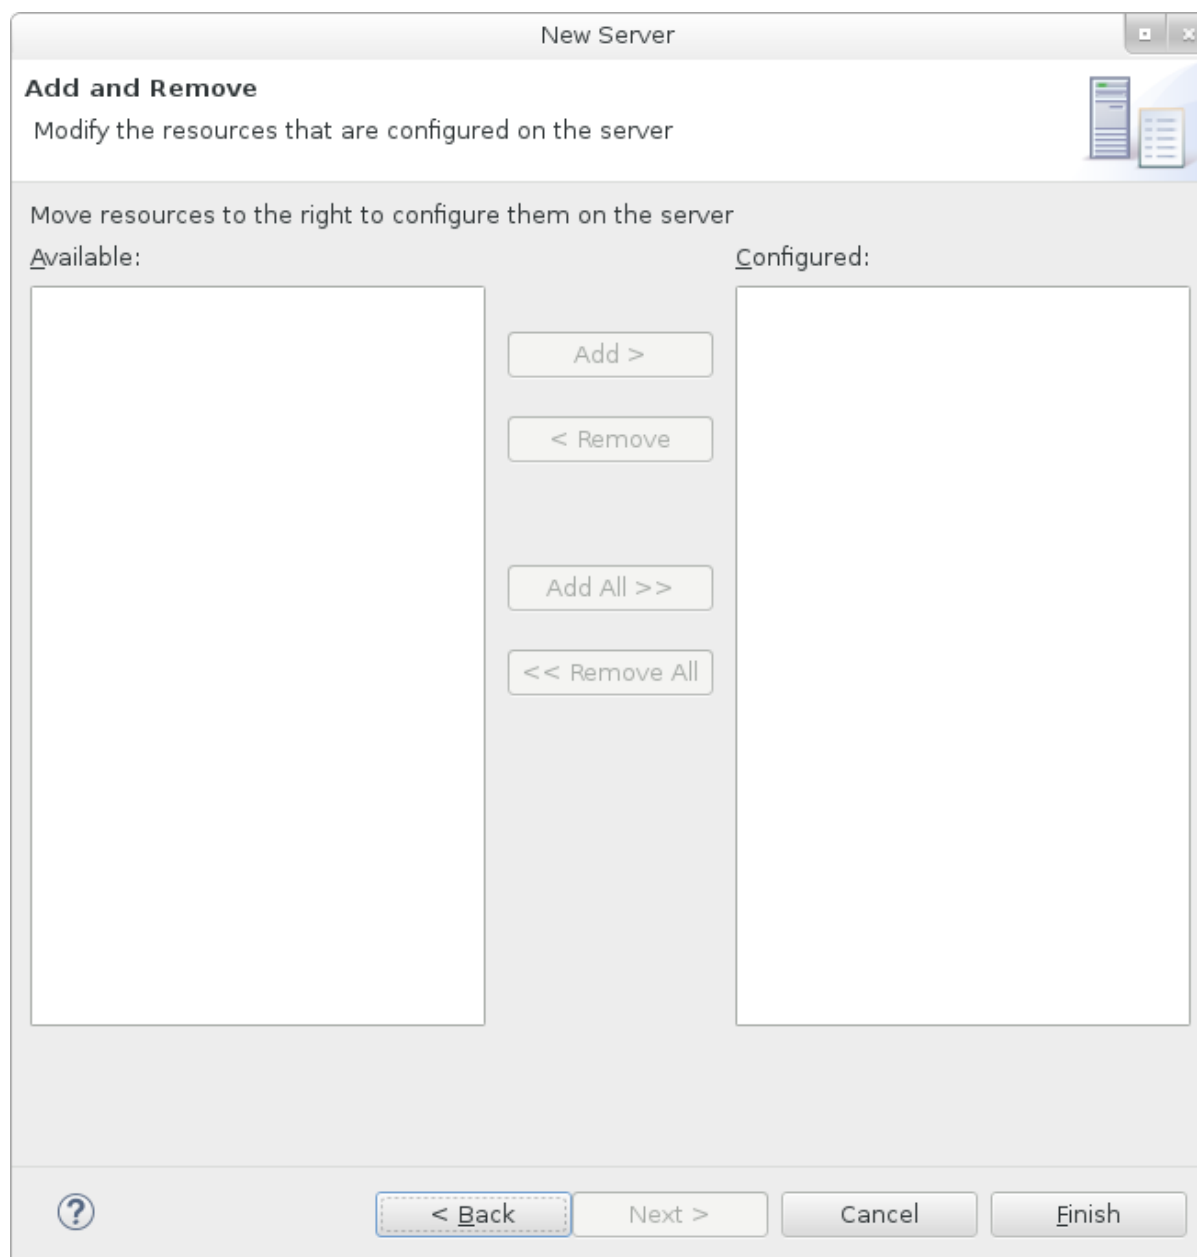 New Server
Add and Remove
Modify the resources that are configured on the server
Move resources to the right to configure them on the server
Available:
Configured:
Add >
< Remove
Add All >>
<< Remove All
?
< Back
Next >
Cancel
Finish